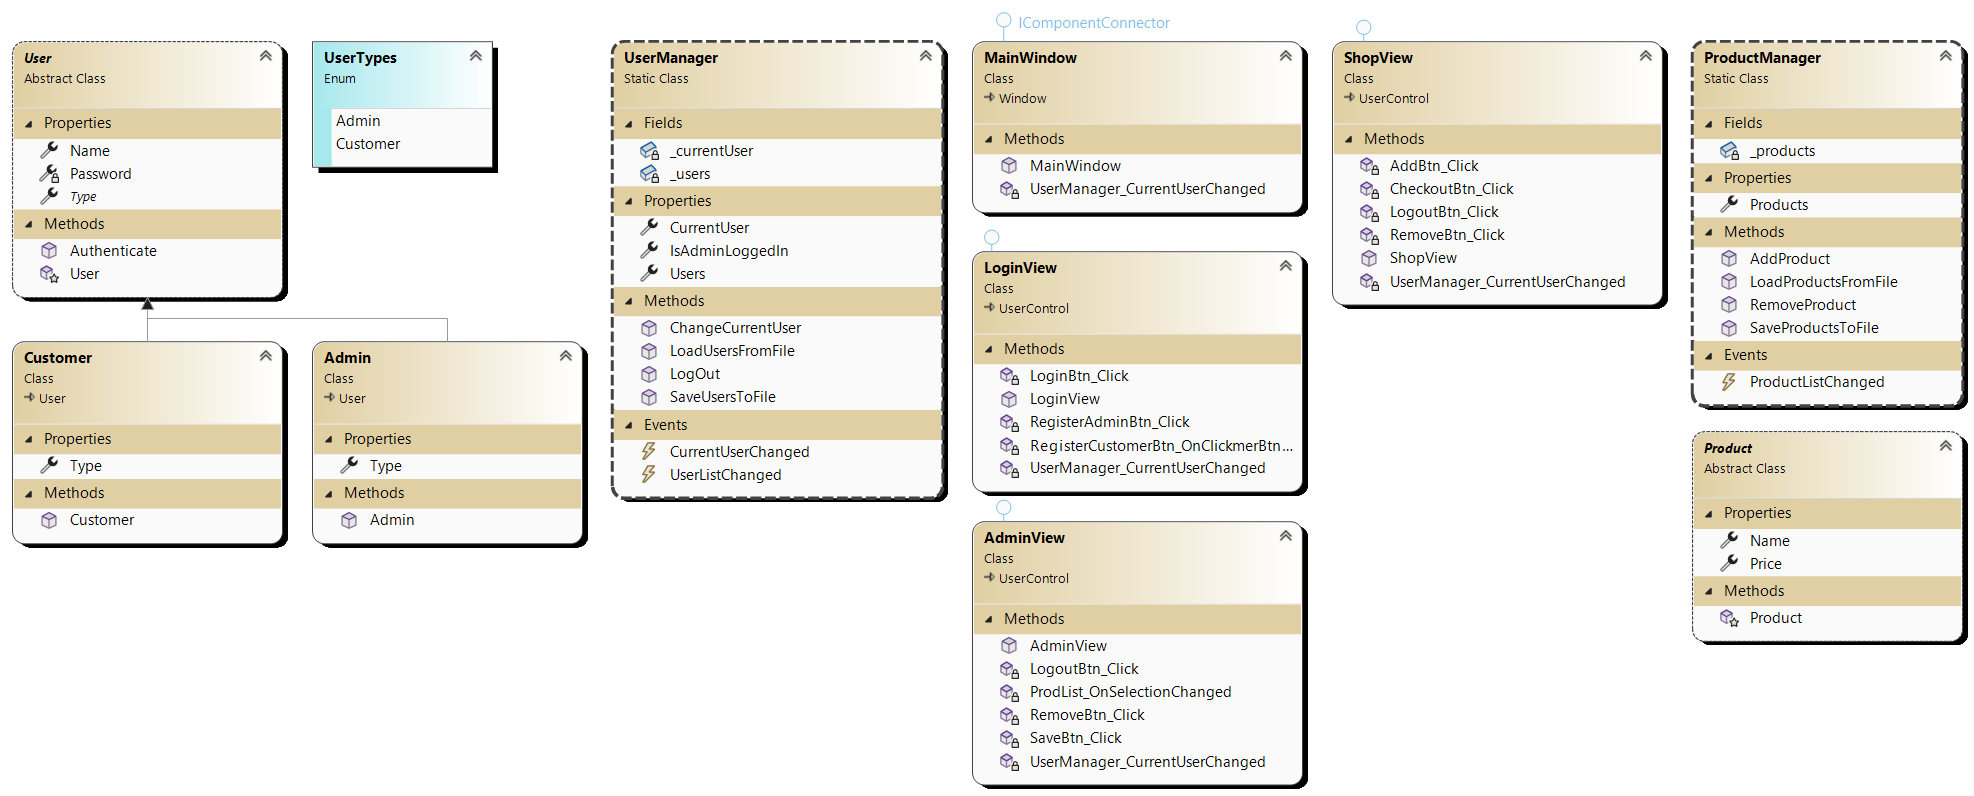 User
Abstract Class
Properties
Name
Password
Type
Methods
Authenticate
User
UserTypes
Enum
Admin
Customer
Customer
Class
User
Properties
Type
Methods
Customer
Admin
Class
User
Properties
Type
Methods
Admin
UserManager
Static Class
Fields
_currentUser
_users
Properties
CurrentUser
IsAdminLoggedIn
Users
Methods
ChangeCurrentUser
LoadUsersFromFile
LogOut
SaveUsersToFile
Events
CurrentUserChanged
UserListChanged
IComponentConnector
MainWindow
Class
Window
Methods
MainWindow
UserManager_CurrentUserChanged
LoginView
Class
UserControl
Methods
LoginBtn_Click
LoginView
RegisterAdminBtn_Click
RegisterCustomerBtn_OnClickmerBtn...
UserManager_CurrentUserChanged
AdminView
Class
UserControl
Methods
AdminView
LogoutBtn_Click
ProdList_OnSelectionChanged
RemoveBtn_Click
SaveBtn_Click
UserManager_CurrentUserChanged
ShopView
Class
UserControl
Methods
AddBtn_Click
CheckoutBtn_Click
LogoutBtn_Click
RemoveBtn_Click
ShopView
UserManager_CurrentUserChanged
ProductManager
Static Class
Fields
_products
Properties
Products
Methods
AddProduct
LoadProductsFromFile
RemoveProduct
SaveProductsToFile
Events
ProductListChanged
Product
Abstract Class
Properties
Name
Price
Methods
Product